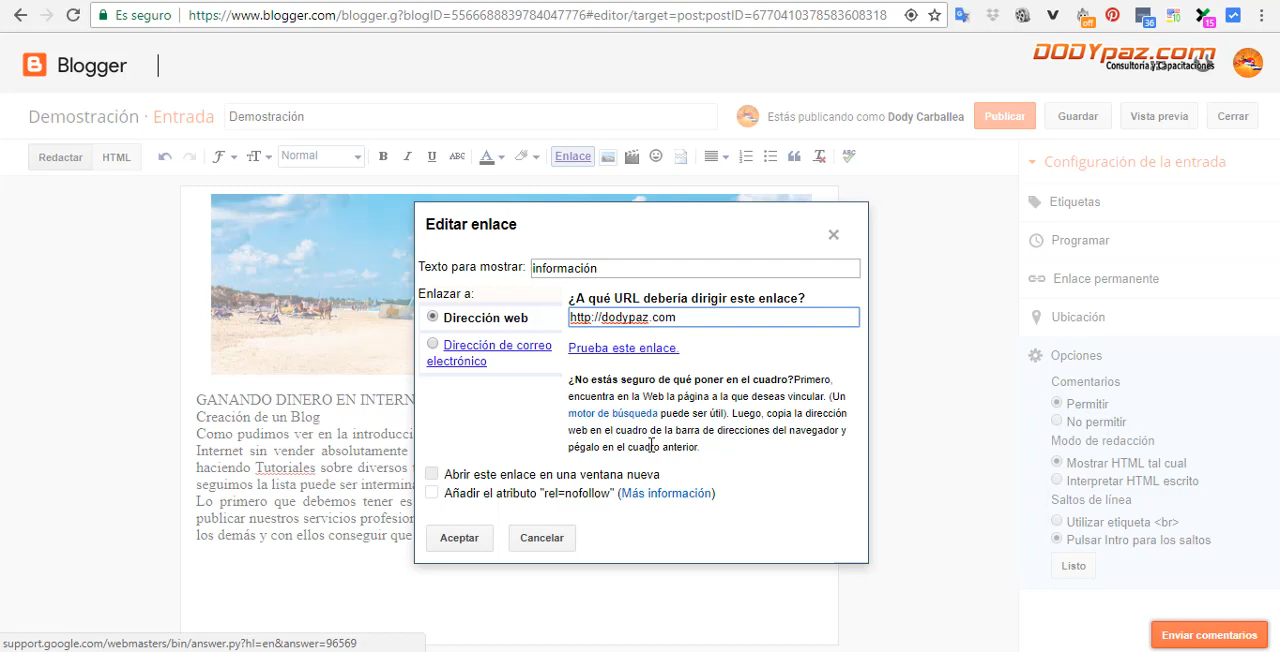 Es seguro https://www.blogger.com/blogger.g?blogID=5566688839784047776#editor/target=post;postID=6770410378583608318
off 36 15
Blogger
DODYpaz.com
Consultoría y Capacitaciones
Demostración · Entrada Demostración Estás publicando como Dody Carballea Publicar Guardar Vista previa Cerrar
Redactar HTML Normal B I U ABC A Enlace ABC
Configuración de la entrada
Etiquetas
Programar
Enlace permanente
Ubicación
Opciones
Comentarios
Permitir
No permitir
Modo de redacción
Mostrar HTML tal cual
Interpretar HTML escrito
Saltos de línea
Utilizar etiqueta <br>
Pulsar Intro para los saltos
Listo
Editar enlace
Texto para mostrar: información
Enlazar a:
Dirección web
Dirección de correo
electrónico
¿A qué URL debería dirigir este enlace?
http://dodypaz.com
Prueba este enlace.
¿No estás seguro de qué poner en el cuadro?Primero,
encuentra en la Web la página a la que deseas vincular. (Un
motor de búsqueda puede ser útil). Luego, copia la dirección
web en el cuadro de la barra de direcciones del navegador y
pégalo en el cuadro anterior.
Abrir este enlace en una ventana nueva
Añadir el atributo "rel=nofollow" (Más información)
Aceptar Cancelar
GANANDO DINERO EN INTERN
Creación de un Blog
Como pudimos ver en la introducci
Internet sin vender absolutamente
haciendo Tutoriales sobre diversos
seguimos la lista puede ser intermina
Lo primero que debemos tener es
publicar nuestros servicios profesio
los demás y con ellos conseguir que
support.google.com/webmasters/bin/answer.py?hl=en&answer=96569
Enviar comentarios